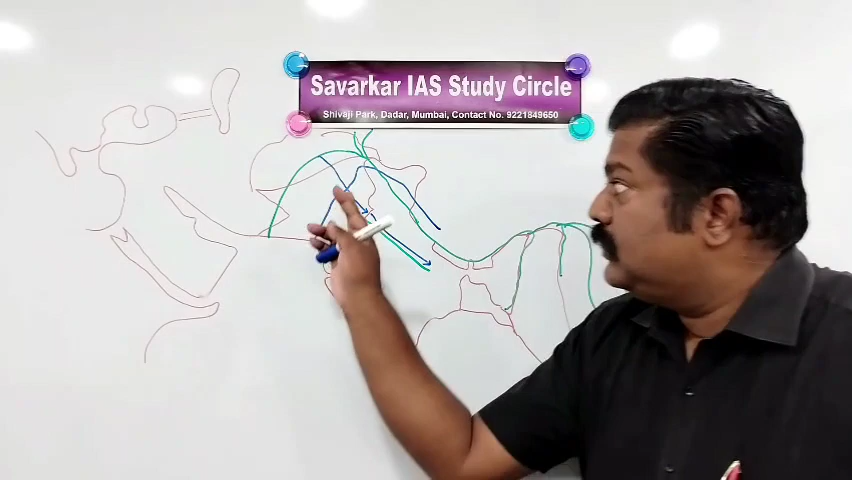 Savarkar IAS Study Circle
Shivaji Park, Dadar, Mumbai, Contact No. 9221849650